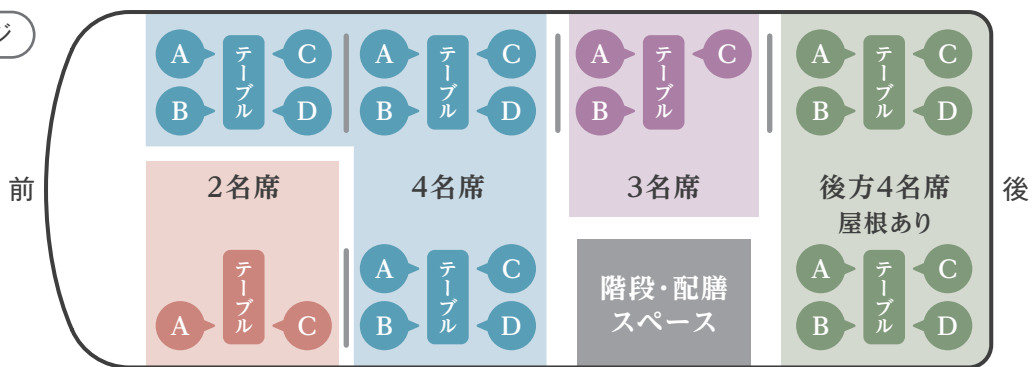 ジ
A テーブル C
B D
A テーブル C
B D
A テーブル C
B
A テーブル C
B D
前
2名席
4名席
3名席
後方4名席
屋根あり
後
テーブル
A C
A テーブル C
B D
階段・配膳
スペース
A テーブル C
B D